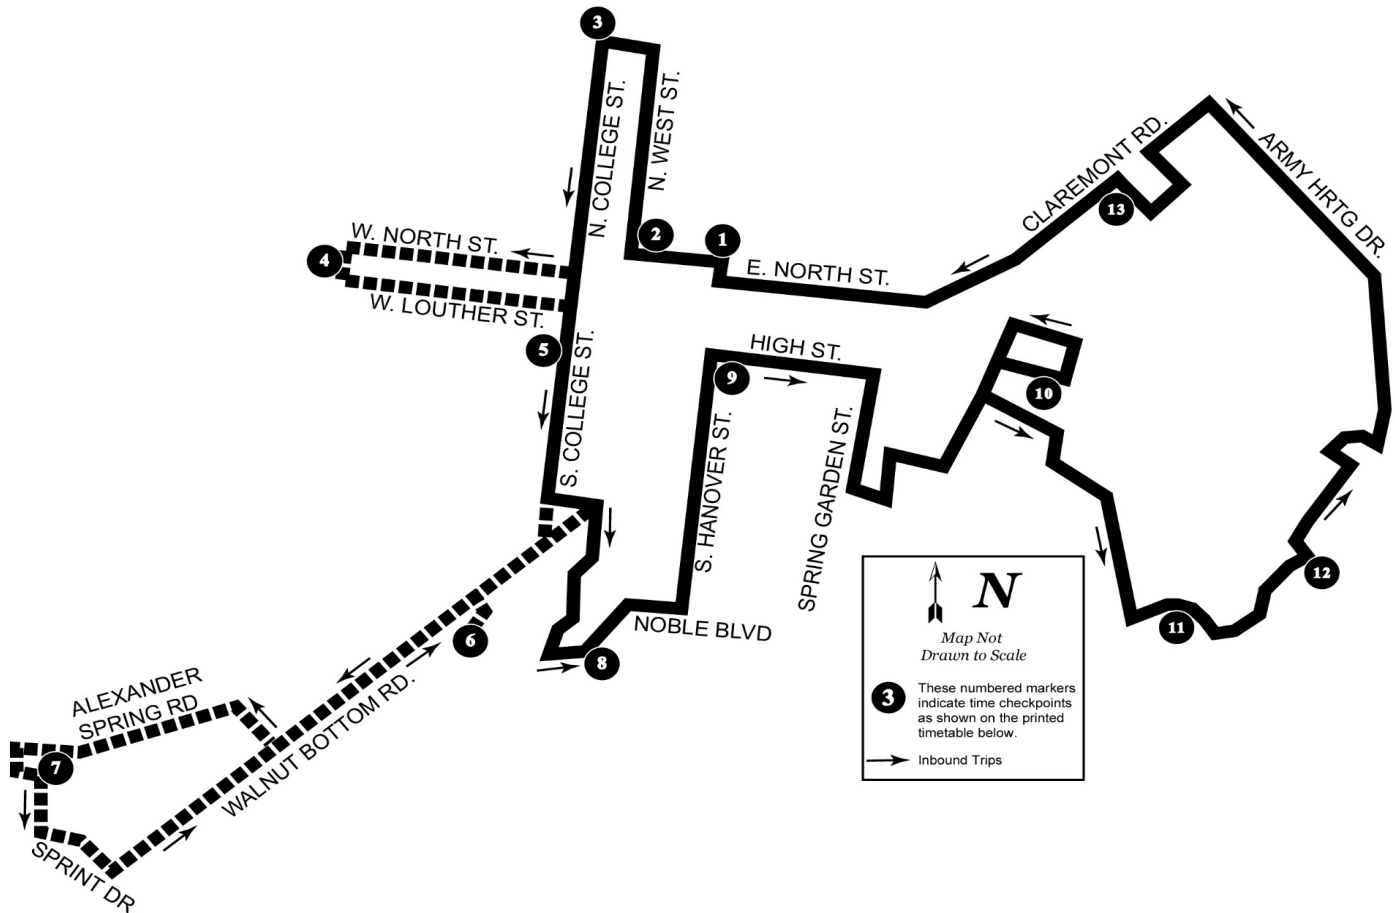 3
N. COLLEGE ST.
N. WEST ST.
CLAREMONT RD.
ARMY HRTG DR.
13
2
1
W. NORTH ST.
4
E. NORTH ST.
W. LOUTHER ST.
5
S. COLLEGE ST.
HIGH ST.
9
10
S. HANOVER ST.
SPRING GARDEN ST.
12
11
6
NOBLE BLVD
8
ALEXANDER
SPRING RD
7
WALNUT BOTTOM RD.
SPRINT DR
N
Map Not
Drawn to Scale
3
These numbered markers
indicate time checkpoints
as shown on the printed
timetable below.
Inbound Trips